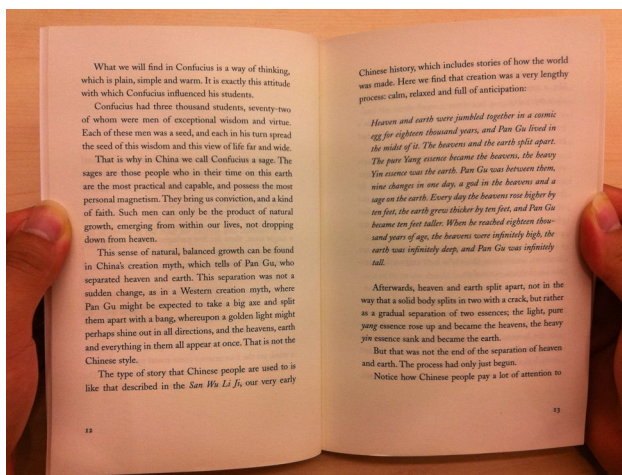 What we will find in Confucius is a way of thinking,
which is plain, simple and warm. It is exactly this attitude
with which Confucius influenced his students.
Confucius had three thousand students, seventy-two
of whom were men of exceptional wisdom and virtue.
Each of these men was a seed, and each in his turn spread
the seed of this wisdom and this view of life far and wide.
That is why in China we call Confucius a sage. The
sages are those people who in their time on this earth
are the most practical and capable, and possess the most
personal magnetism. They bring us conviction, and a kind
of faith. Such men can only be the product of natural
growth, emerging from within our lives, not dropping
down from heaven.
This sense of natural, balanced growth can be found
in China's creation myth, which tells of Pan Gu, who
separated heaven and earth. This separation was not a
sudden change, as in a Western creation myth, where
Pan Gu might be expected to take a big axe and split
them apart with a bang, whereupon a golden light might
perhaps shine out in all directions, and the heavens, earth
and everything in them all appear at once. That is not the
Chinese style.
The type of story that Chinese people are used to is
like that described in the San Wu Li Ji, our very early
12
Chinese history, which includes stories of how the world
was made. Here we find that creation was a very lengthy
process: calm, relaxed and full of anticipation:
Heaven and earth were jumbled together in a cosmic
egg for eighteen thousand years, and Pan Gu lived in
the midst of it. The heavens and the earth split apart.
The pure Yang essence became the heavens, the heavy
Yin essence was the earth. Pan Gu was between them,
nine changes in one day, a god in the heavens and a
sage on the earth. Every day the heavens rose higher by
ten feet, the earth grew thicker by ten feet, and Pan Gu
became ten feet taller. When he reached eighteen thou-
sand years of age, the heavens were infinitely high, the
earth was infinitely deep, and Pan Gu was infinitely
tall.
Afterwards, heaven and earth split apart, not in the
way that a solid body splits in two with a crack, but rather
as a gradual separation of two essences; the light, pure
yang essence rose up and became the heavens, the heavy
yin essence sank and became the earth.
But that was not the end of the separation of heaven
and earth. The process had only just begun.
Notice how Chinese people pay a lot of attention to
13